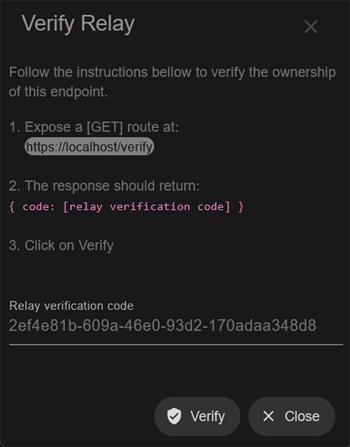 Verify Relay
Follow the instructions bellow to verify the ownership
of this endpoint.
1. Expose a [GET] route at:
https://localhost/verify
2. The response should return:
{ code: [relay verification code] }
3. Click on Verify
Relay verification code
2ef4e81b-609a-46e0-93d2-170adaa348d8
Verify
Close